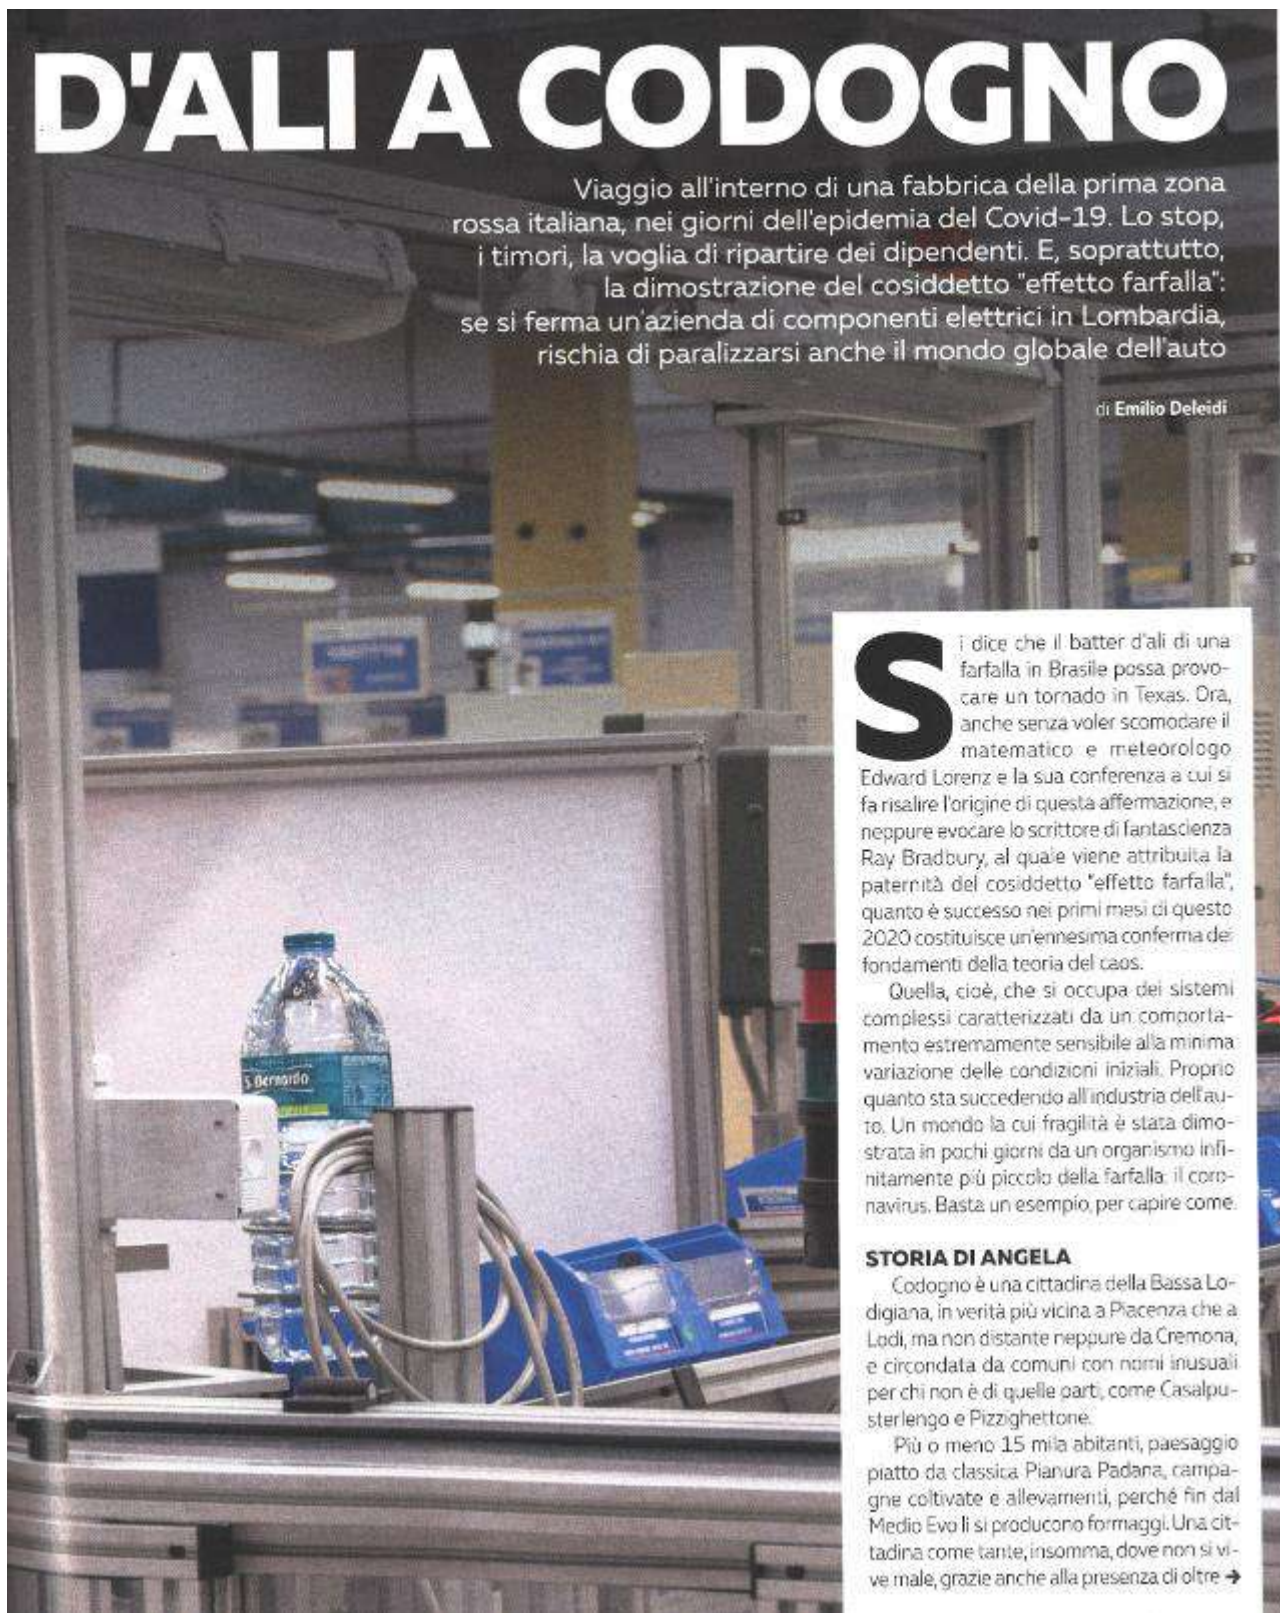 D'ALI A CODOGNO
Viaggio all'interno di una fabbrica della prima zona
rossa italiana, nei giorni dell'epidemia del Covid-19. Lo stop,
i timori, la voglia di ripartire dei dipendenti. E, soprattutto,
la dimostrazione del cosiddetto "effetto farfalla":
se si ferma un'azienda di componenti elettrici in Lombardia,
rischia di paralizzarsi anche il mondo globale dell'auto
di Emilio Deleidi
Si dice che il batter d'ali di una
farfalla in Brasile possa provo-
care un tornado in Texas. Ora,
anche senza voler scomodare il
matematico e meteorologo
Edward Lorenz e la sua conferenza a cui si
fa risalire l'origine di questa affermazione, e
neppure evocare lo scrittore di fantascienza
Ray Bradbury, al quale viene attribuita la
paternità del cosiddetto "effetto farfalla",
quanto è successo nei primi mesi di questo
2020 costituisce un'ennesima conferma dei
fondamenti della teoria del caos.
Quella, cioè, che si occupa dei sistemi
complessi caratterizzati da un comporta-
mento estremamente sensibile alla minima
variazione delle condizioni iniziali. Proprio
quanto sta succedendo all'industria dell'au-
to. Un mondo la cui fragilità è stata dimo-
strata in pochi giorni da un organismo infi-
nitamente più piccolo della farfalla: il coro-
navirus. Basta un esempio, per capire come.
STORIA DI ANGELA
Codogno è una cittadina della Bassa Lo-
digiana, in verità più vicina a Piacenza che a
Lodi, ma non distante neppure da Cremona,
e circondata da comuni con nomi inusuali
per chi non è di quelle parti, come Casalpu-
sterlengo e Pizzighettone.
Più o meno 15 mila abitanti, paesaggio
piatto da classica Pianura Padana, campa-
gne coltivate e allevamenti, perché fin dal
Medio Evo lì si producono formaggi. Una cit-
tadina come tante, insomma, dove non si vi-
ve male, grazie anche alla presenza di oltre →
S. Bernardo